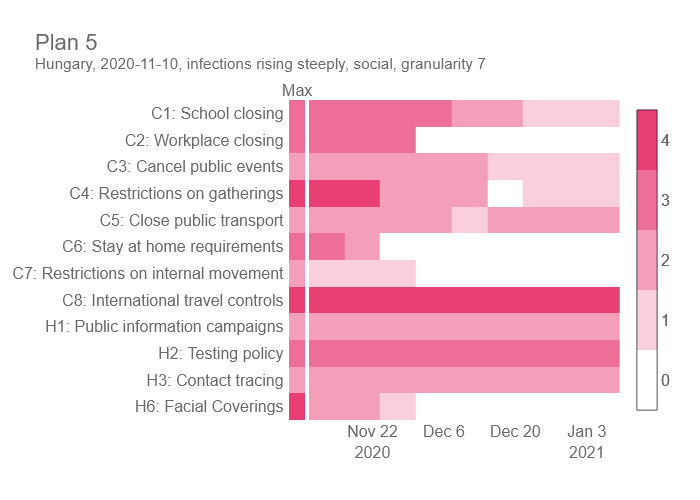 Plan 5
Hungary, 2020-11-10, infections rising steeply, social, granularity 7
Max
C1: School closing
C2: Workplace closing
C3: Cancel public events
C4: Restrictions on gatherings
C5: Close public transport
C6: Stay at home requirements
C7: Restrictions on internal movement
C8: International travel controls
H1: Public information campaigns
H2: Testing policy
H3: Contact tracing
H6: Facial Coverings
4
3
2
1
0
Nov 22 Dec 6 Dec 20 Jan 3
2020 2021